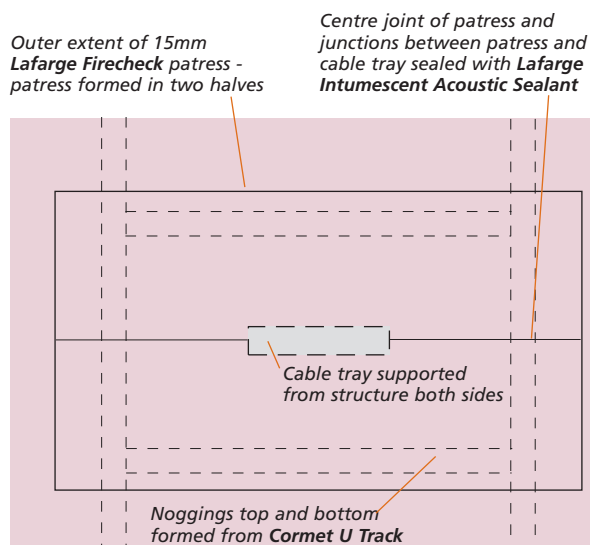 Outer extent of 15mm
Lafarge Firecheck patress -
patress formed in two halves
Centre joint of patress and
junctions between patress and
cable tray sealed with Lafarge
Intumescent Acoustic Sealant
Cable tray supported
from structure both sides
Noggings top and bottom
formed from Cormet U Track